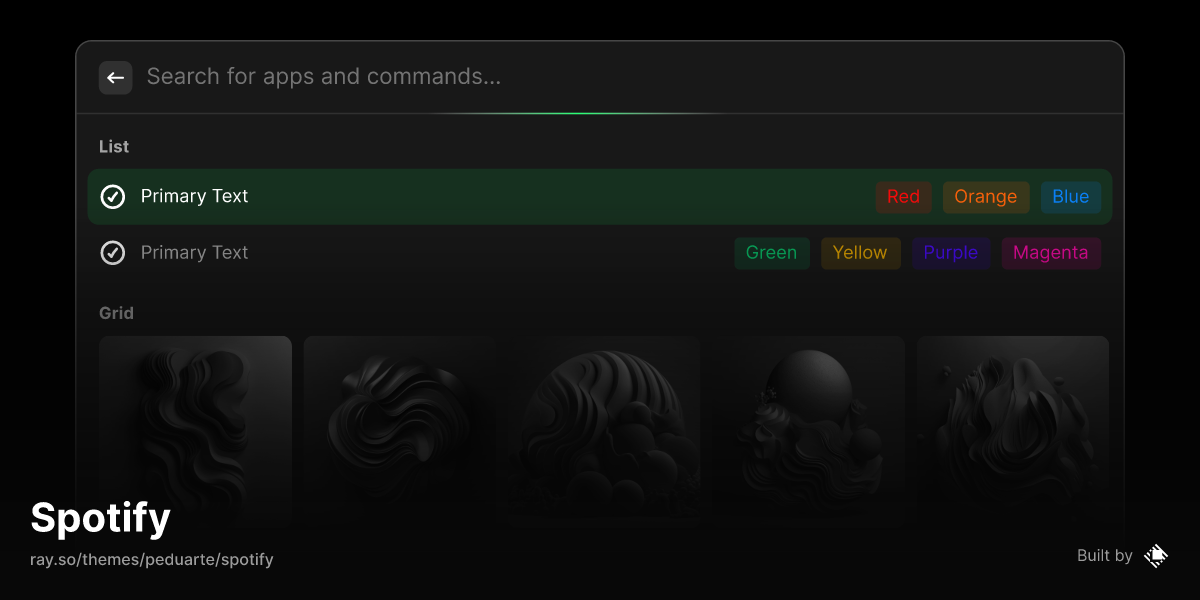 Search for apps and commands...
List
Primary Text Red Orange Blue
Primary Text Green Yellow Purple Magenta
Grid
Spotify
ray.so/themes/peduarte/spotify
Built by